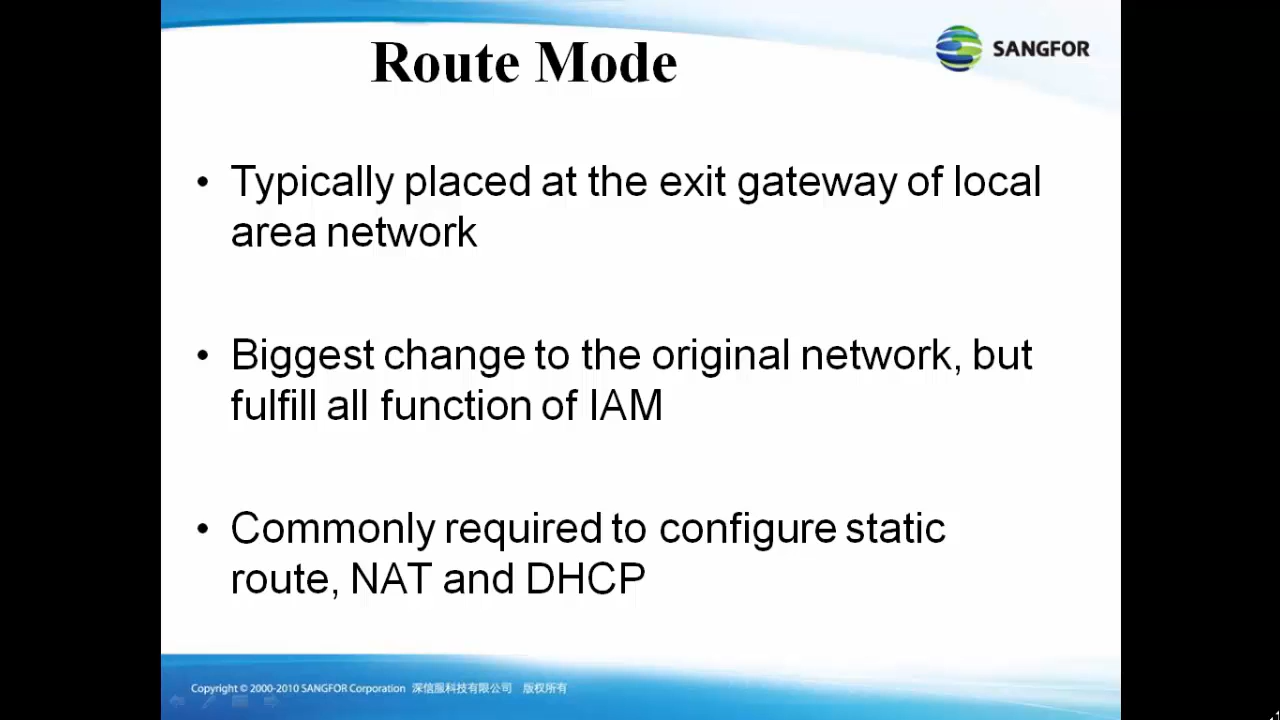 Route Mode
SANGFOR
• Typically placed at the exit gateway of local
area network
• Biggest change to the original network, but
fulfill all function of IAM
• Commonly required to configure static
route, NAT and DHCP
Copyright © 2000-2010 SANGFOR Corporation 深信服科技有限公司 版权所有